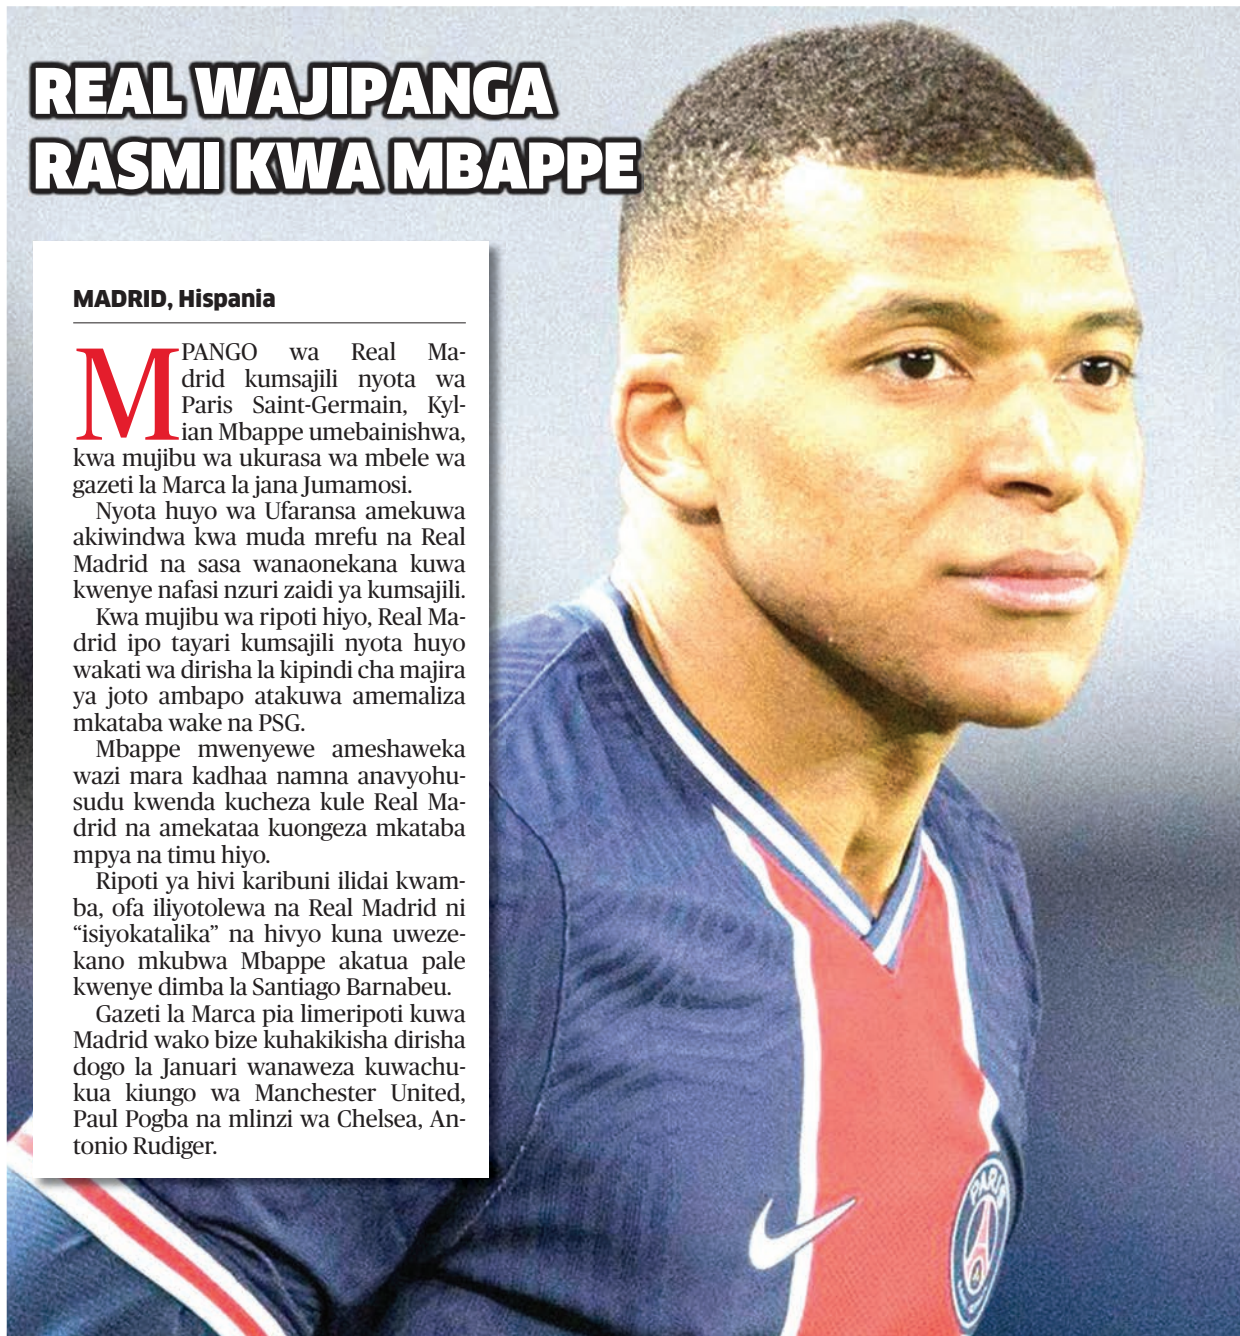 REAL WAJIPANGA
RASMI KWA MBAPPE
MADRID, Hispania
MPANGO wa Real Ma-
drid kumsajili nyota wa
Paris Saint-Germain, Kyl-
ian Mbappe umebainishwa,
kwa mujibu wa ukurasa wa mbele wa
gazeti la Marca la jana Jumamosi.
Nyota huyo wa Ufaransa amekuwa
akiwindwa kwa muda mrefu na Real
Madrid na sasa wanaonekana kuwa
kwenye nafasi nzuri zaidi ya kumsajili.
Kwa mujibu wa ripoti hiyo, Real Ma-
drid ipo tayari kumsajili nyota huyo
wakati wa dirisha la kipindi cha majira
ya joto ambapo atakuwa amemaliza
mkataba wake na PSG.
Mbappe mwenyewe ameshaweka
wazi mara kadhaa namna anavyohu-
sudu kwenda kucheza kule Real Ma-
drid na amekataa kuongeza mkataba
mpya na timu hiyo.
Ripoti ya hivi karibuni ilidai kwam-
ba, ofa iliyotolewa na Real Madrid ni
“isiyokatalika” na hivyo kuna uweze-
kano mkubwa Mbappe akatua pale
kwenye dimba la Santiago Barnabeu.
Gazeti la Marca pia limeripoti kuwa
Madrid wako bize kuhakikisha dirisha
dogo la Januari wanaweza kuwachu-
kua kiungo wa Manchester United,
Paul Pogba na mlinzi wa Chelsea, An-
tonio Rudiger.
PARIS